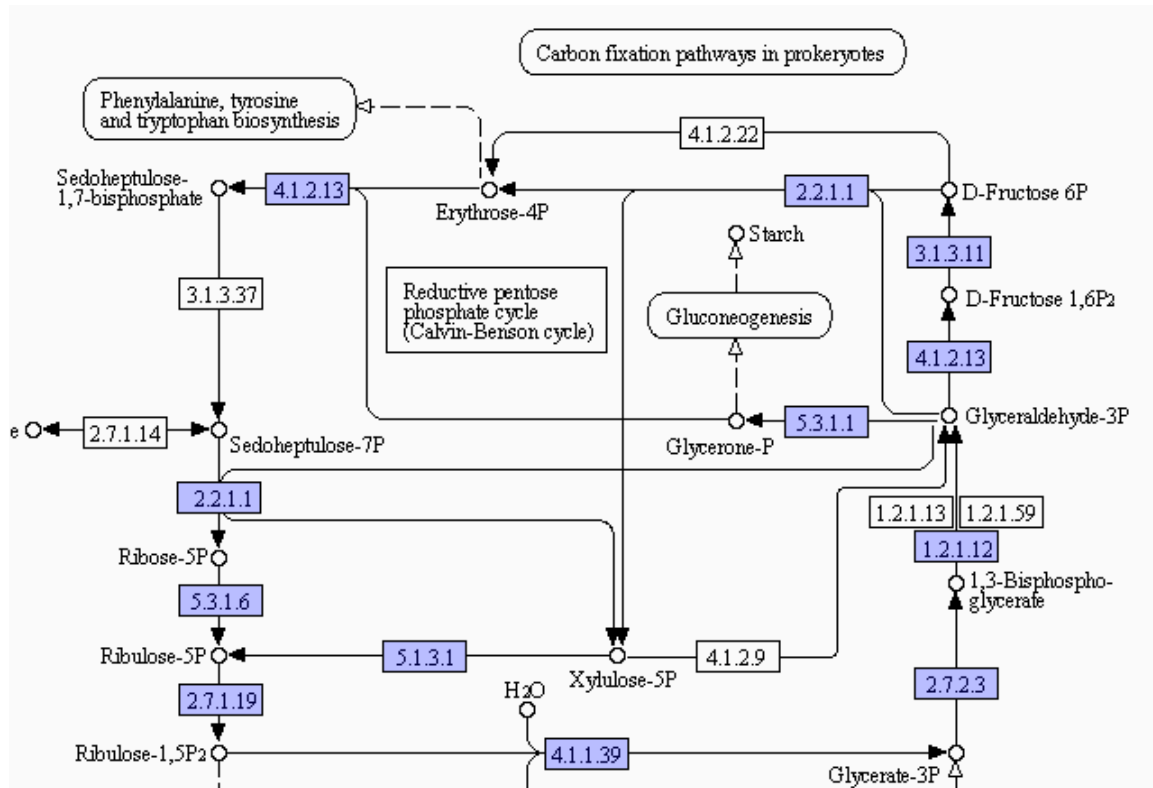 Carbon fixation pathways in prokeryotes
Phenylalanine, tyrosine
and tryptophan biosynthesis
4.1.2.22
Sedoheptulose-
1,7-bisphosphate
4.1.2.13
Erythrose-4P
2.2.1.1
D-Fructose 6P
Starch
3.1.3.11
3.1.3.37
Reductive pentose
phosphate cycle
(Calvin-Benson cycle)
Gluconeogenesis
D-Fructose 1,6P2
4.1.2.13
e
2.7.1.14
Sedoheptulose-7P
Glycerone-P
5.3.1.1
Glyceraldehyde-3P
2.2.1.1
1.2.1.13
1.2.1.59
1.2.1.12
Ribose-5P
1,3-Bisphospho-
glycerate
5.3.1.6
Ribulose-5P
5.1.3.1
Xylulose-5P
4.1.2.9
2.7.2.3
2.7.1.19
H2O
Ribulose-1,5P2
4.1.1.39
Glycerate-3P